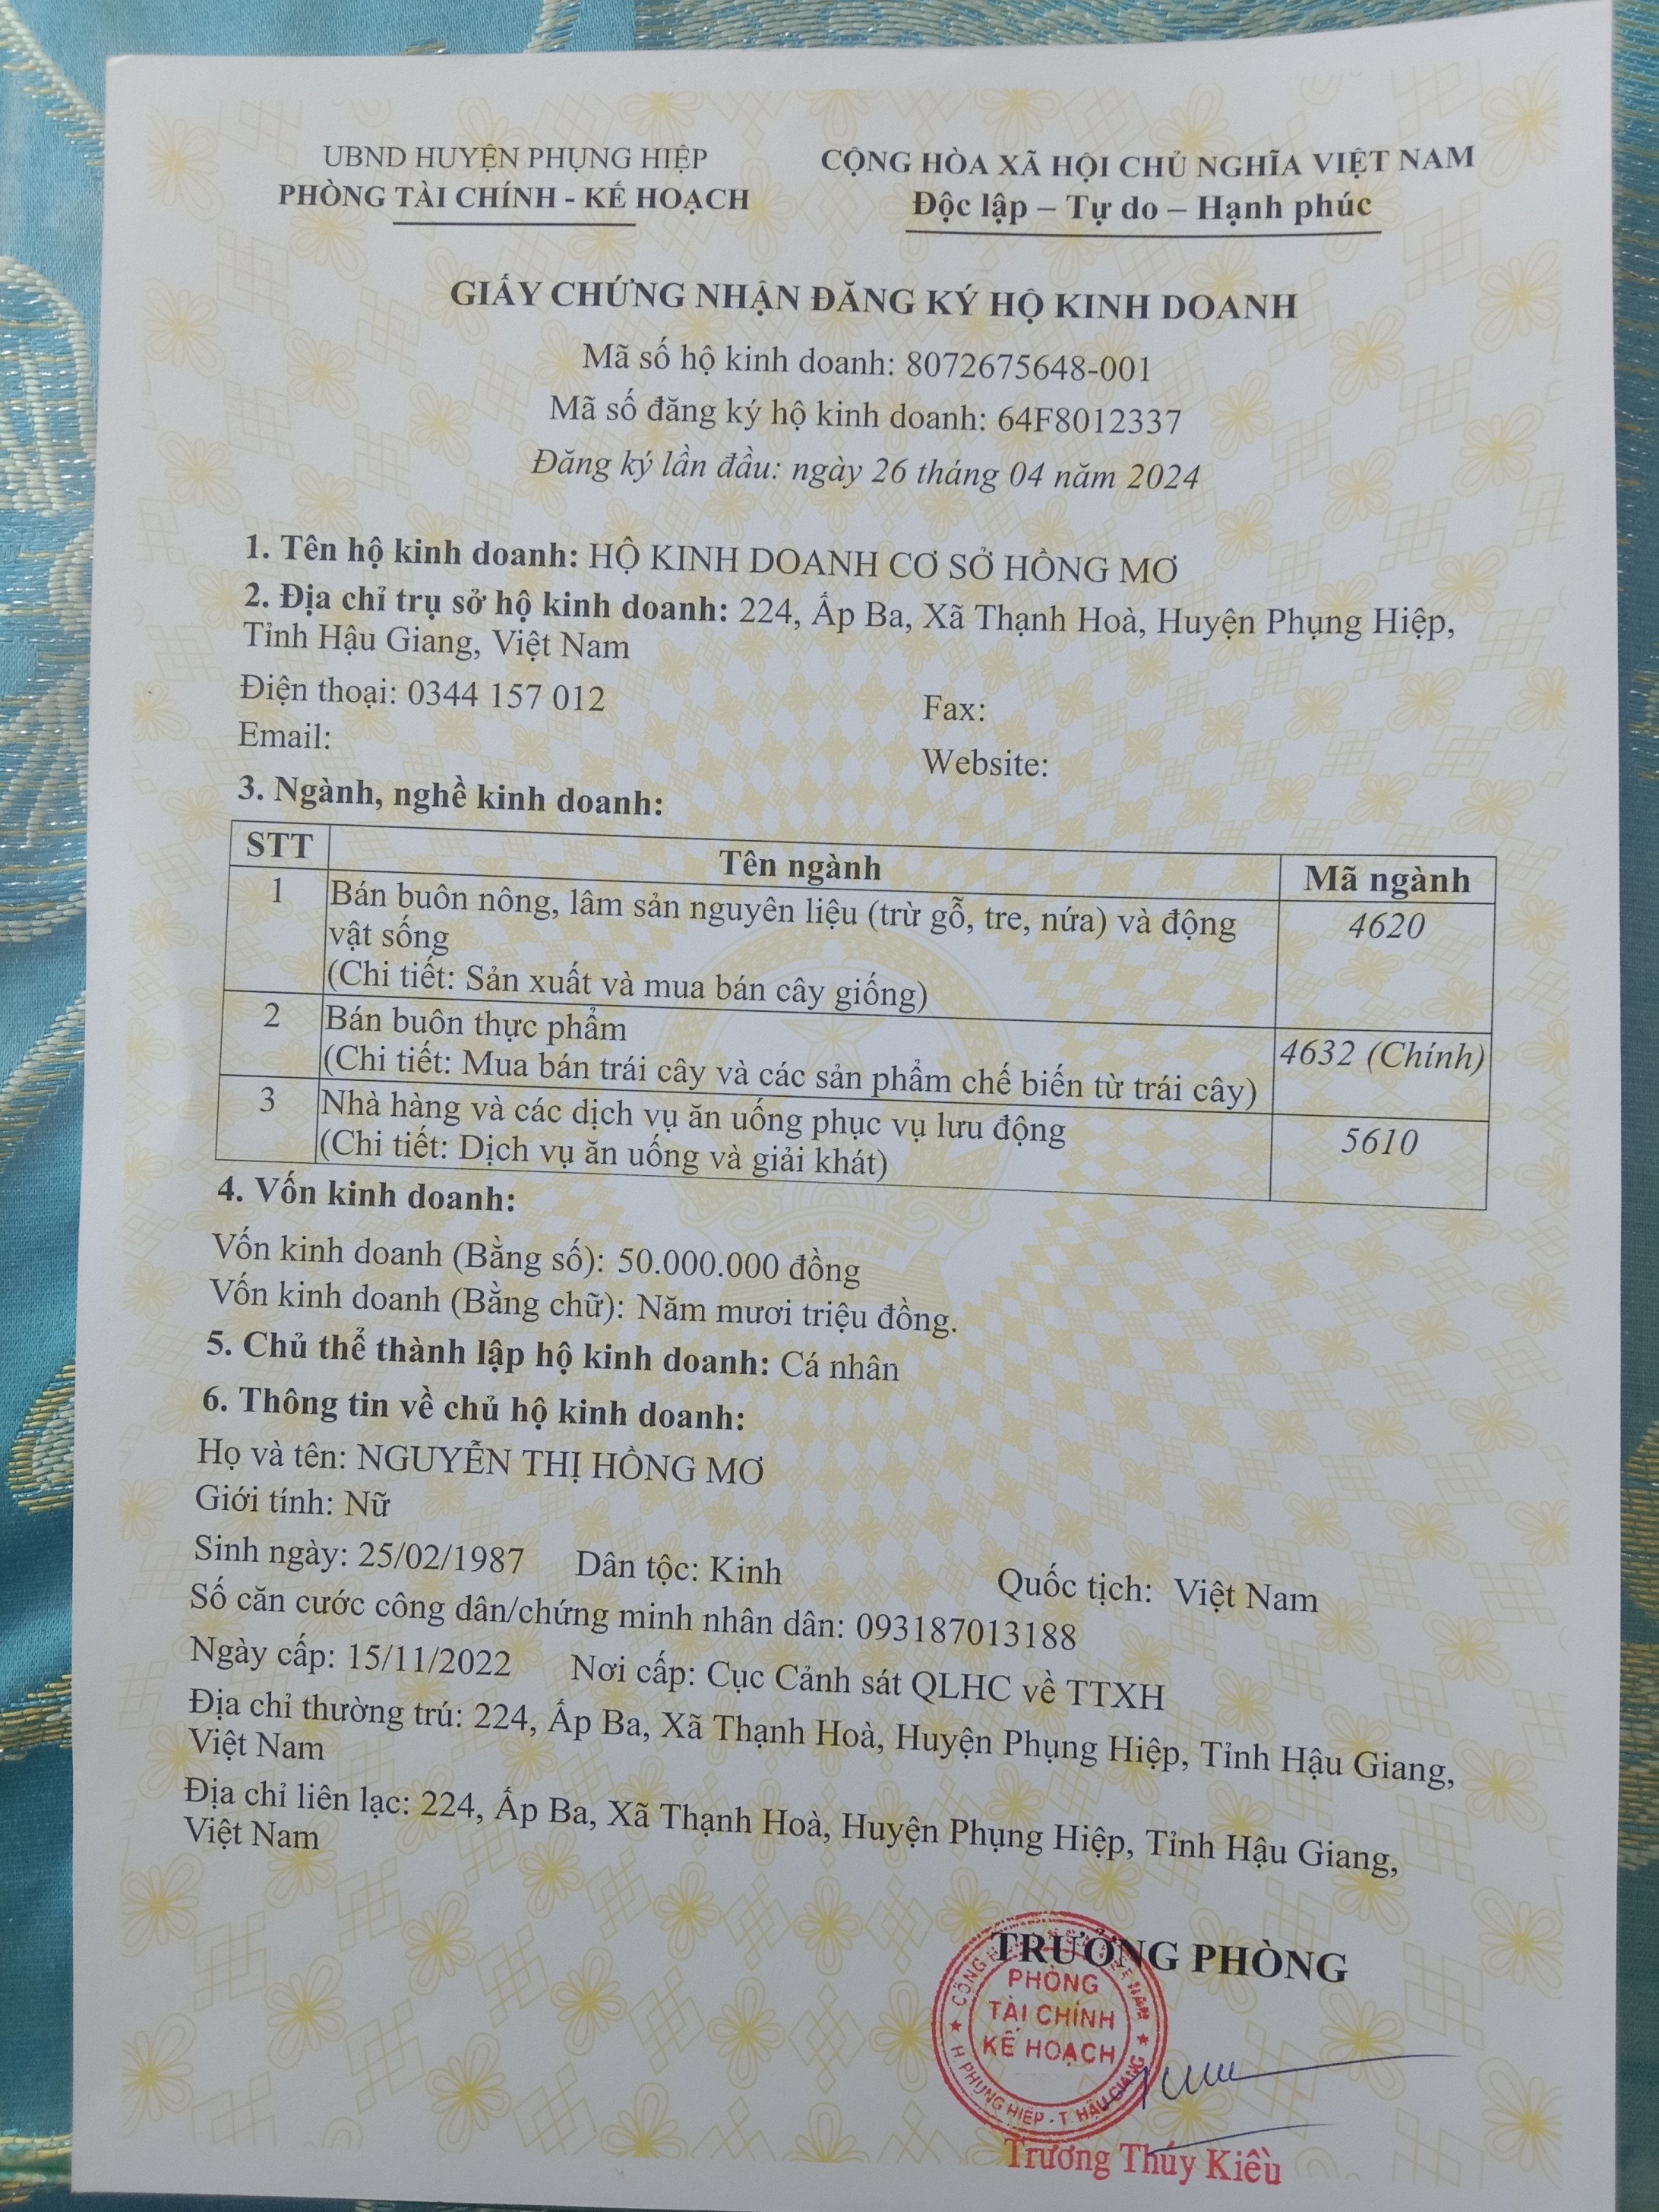 UBND HUYỆN PHỤNG HIỆP
PHÒNG TÀI CHÍNH - KẾ HOẠCH
CỘNG HÒA XÃ HỘI CHỦ NGHĨA VIỆT NAM
Độc lập – Tự do – Hạnh phúc
GIẤY CHỨNG NHẬN ĐĂNG KÝ HỘ KINH DOANH
Mã số hộ kinh doanh: 8072675648-001
Mã số đăng ký hộ kinh doanh: 64F8012337
Đăng ký lần đầu: ngày 26 tháng 04 năm 2024
1. Tên hộ kinh doanh: HỘ KINH DOANH CƠ SỞ HỒNG MƠ
2. Địa chỉ trụ sở hộ kinh doanh: 224, Ấp Ba, Xã Thạnh Hoà, Huyện Phụng Hiệp,
Tỉnh Hậu Giang, Việt Nam
Điện thoại: 0344 157 012
Fax:
Email:
Website:
3. Ngành, nghề kinh doanh:
STT Tên ngành Mã ngành
1 Bán buôn nông, lâm sản nguyên liệu (trừ gỗ, tre, nứa) và động 4620
vật sống
(Chi tiết: Sản xuất và mua bán cây giống)
2 Bán buôn thực phẩm 4632 (Chính)
(Chi tiết: Mua bán trái cây và các sản phẩm chế biến từ trái cây)
3 Nhà hàng và các dịch vụ ăn uống phục vụ lưu động 5610
(Chi tiết: Dịch vụ ăn uống và giải khát)
4. Vốn kinh doanh:
Vốn kinh doanh (Bằng số): 50.000.000 đồng
Vốn kinh doanh (Bằng chữ): Năm mươi triệu đồng.
5. Chủ thể thành lập hộ kinh doanh: Cá nhân
6. Thông tin về chủ hộ kinh doanh:
Họ và tên: NGUYỄN THỊ HỒNG MƠ
Giới tính: Nữ
Sinh ngày: 25/02/1987 Dân tộc: Kinh Quốc tịch: Việt Nam
Số căn cước công dân/chứng minh nhân dân: 093187013188
Ngày cấp: 15/11/2022 Nơi cấp: Cục Cảnh sát QLHC về TTXH
Địa chỉ thường trú: 224, Ấp Ba, Xã Thạnh Hoà, Huyện Phụng Hiệp, Tỉnh Hậu Giang,
Việt Nam
Địa chỉ liên lạc: 224, Ấp Ba, Xã Thạnh Hoà, Huyện Phụng Hiệp, Tỉnh Hậu Giang,
Việt Nam
TRƯỞNG PHÒNG
PHÒNG
TÀI CHÍNH
KẾ HOẠCH
H. PHỤNG HIỆP - T. HẬU GIANG
Trương Thúy Kiều